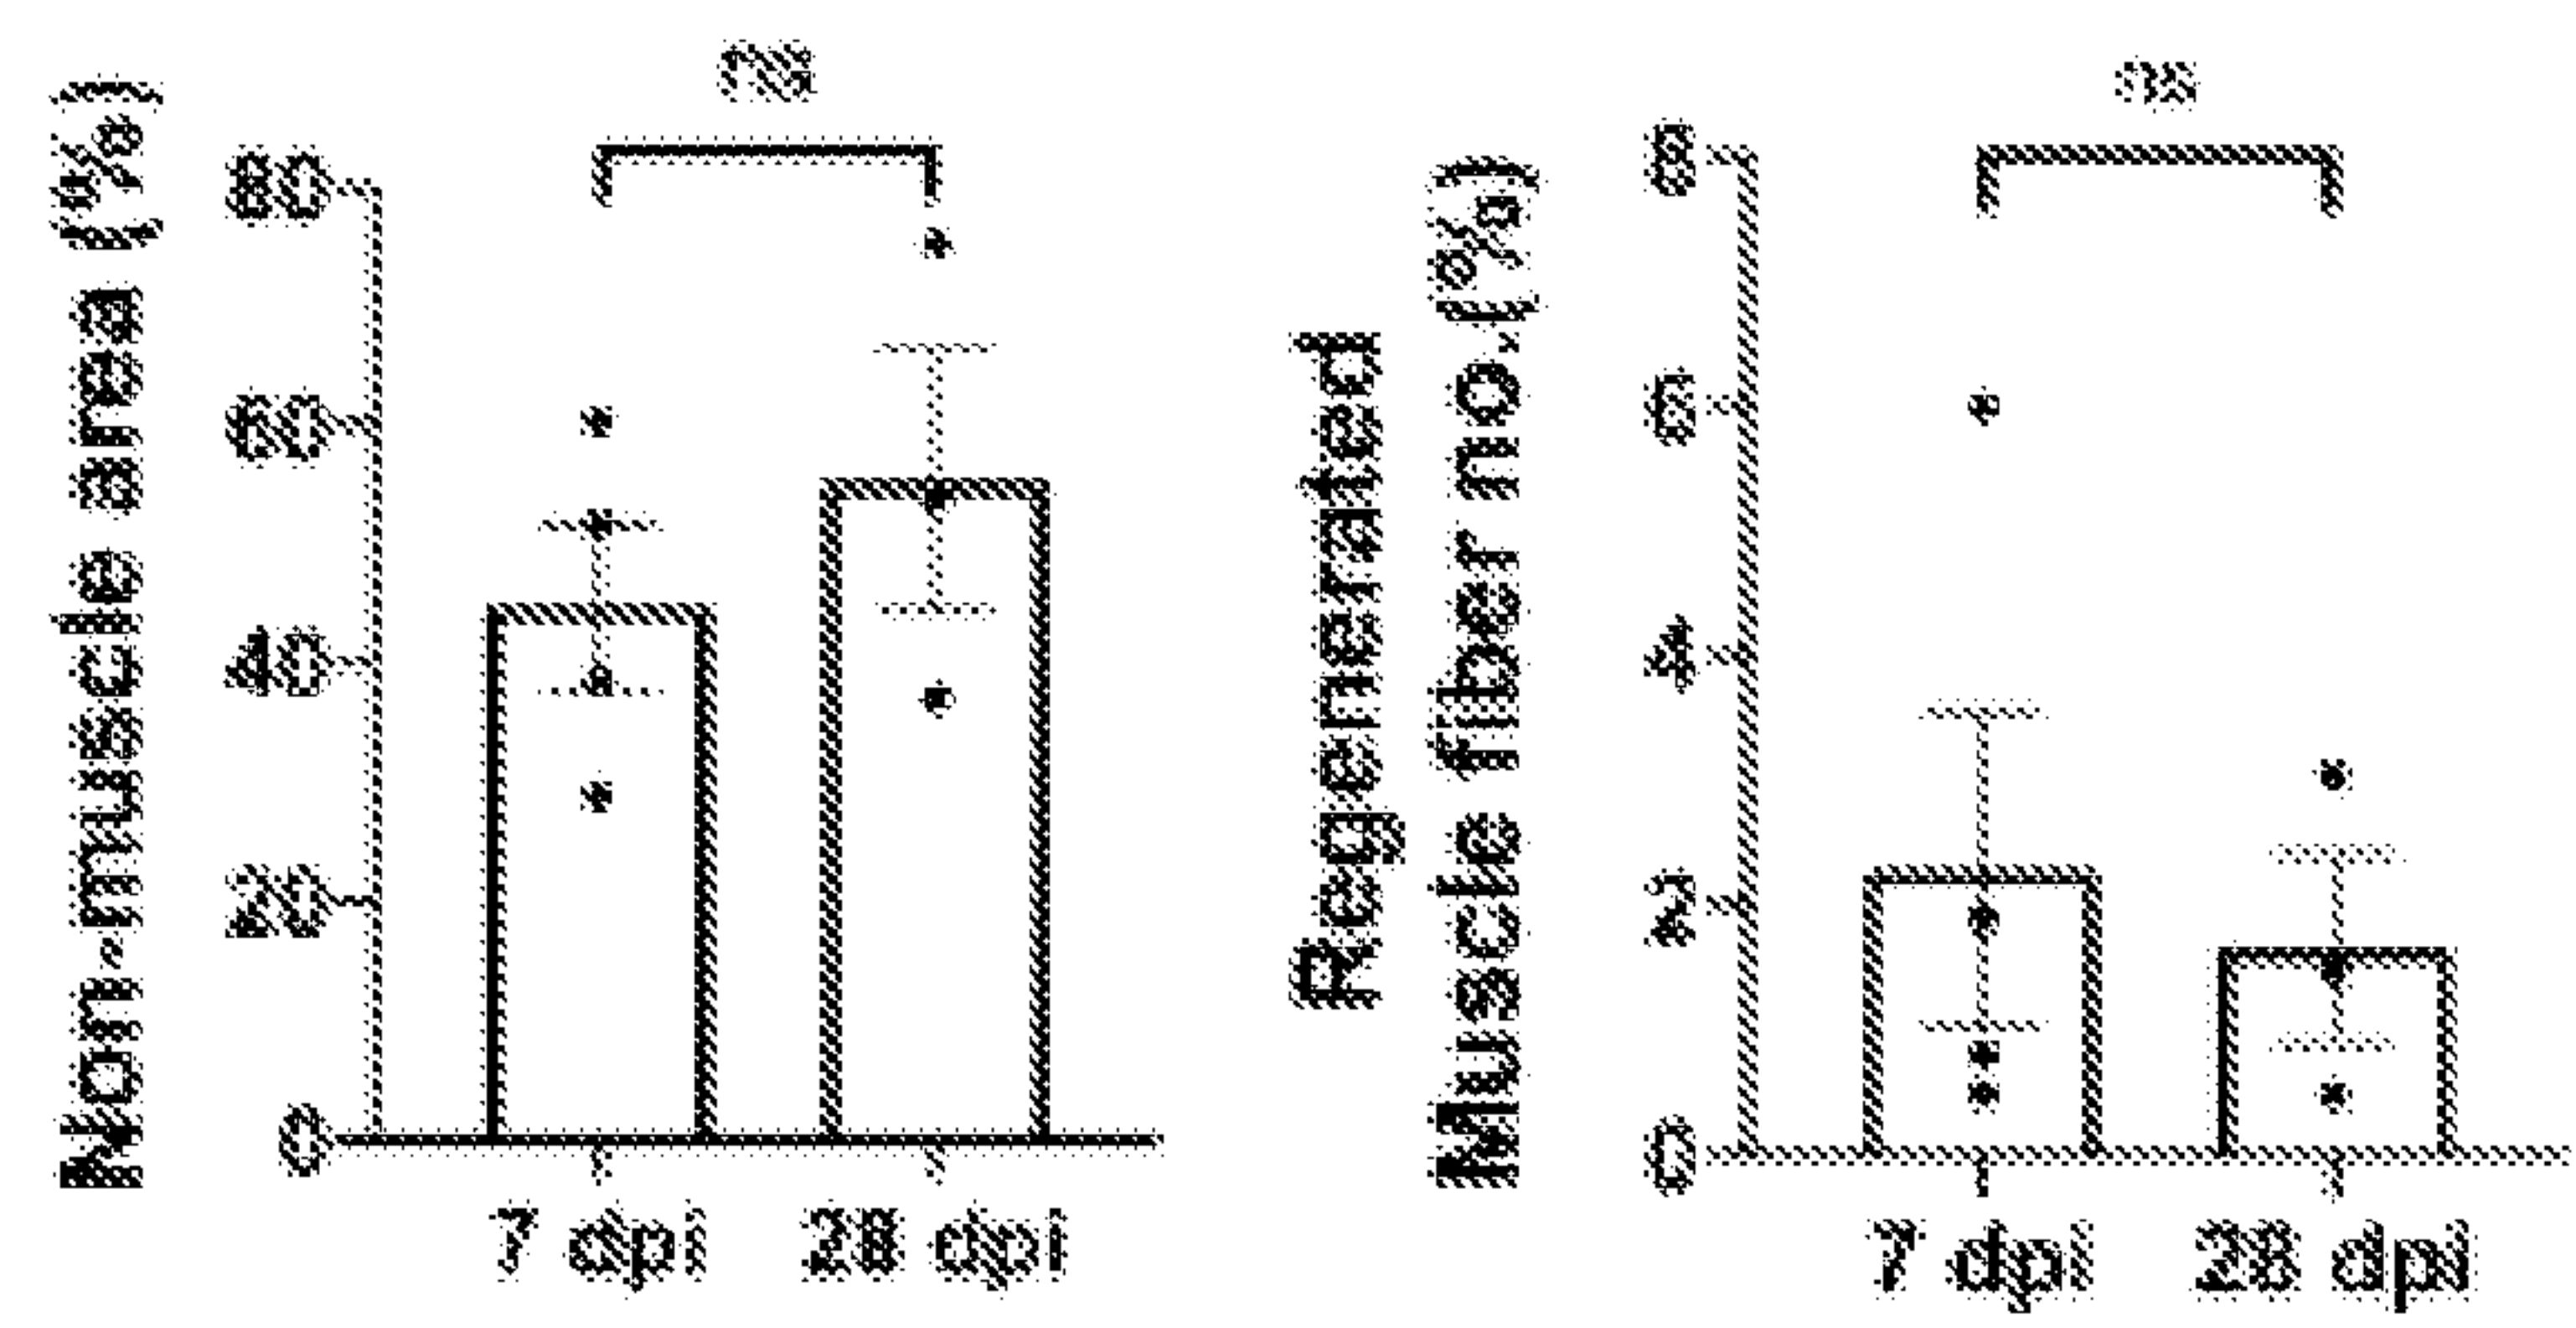 Non-muscle area [%]
80
60
40
20
0
ns
7 dpi
28 dpi
Regenerated
Muscle fiber no. [%]
8
6
4
2
0
ns
7 dpi
28 dpi